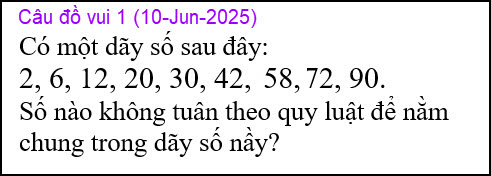 Câu đồ vui 1 (10-Jun-2025)
Có một dãy số sau đây:
2, 6, 12, 20, 30, 42, 58, 72, 90.
Số nào không tuân theo quy luật để nằm
chung trong dãy số nầy?